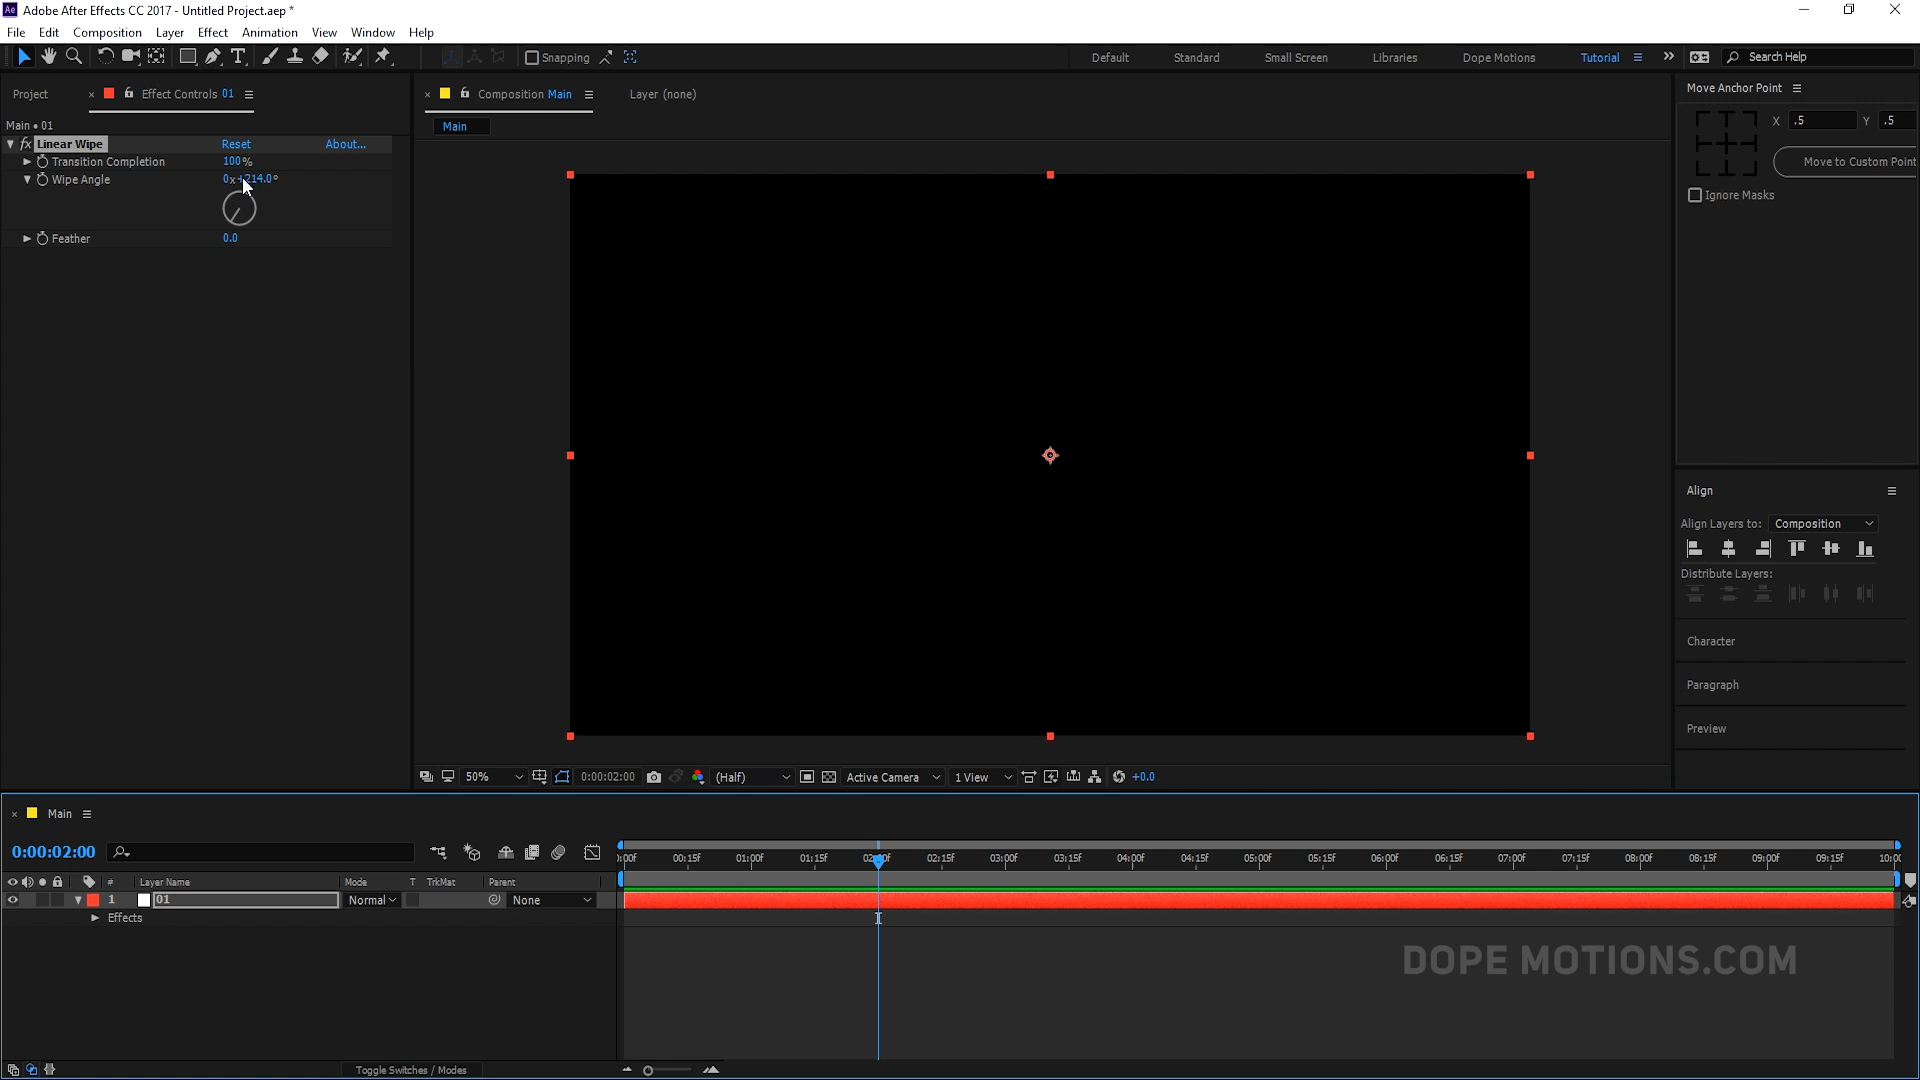 Ae Adobe After Effects CC 2017 - Untitled Project.aep *
File Edit Composition Layer Effect Animation View Window Help
Snapping Default Standard Small Screen Libraries Dope Motions Tutorial Search Help
Project Effect Controls 01 Composition Main Layer (none) Move Anchor Point
Main • 01
Main
X .5 Y .5
fx Linear Wipe Reset About...
Transition Completion 100%
Wipe Angle 0x+214.0°
Move to Custom Point
Ignore Masks
Feather 0.0
Align
Align Layers to: Composition
Distribute Layers:
Character
Paragraph
Preview
50% 0:00:02:00 (Half) Active Camera 1 View +0.0
Main
0:00:02:00
00:15f 01:00f 01:15f 02:15f 03:00f 03:15f 04:00f 04:15f 05:00f 05:15f 06:00f 06:15f 07:00f 07:15f 08:00f 08:15f 09:00f 09:15f
# Layer Name Mode T TrkMat Parent
1 01 Normal None
Effects
DOPE MOTIONS.COM
Toggle Switches / Modes